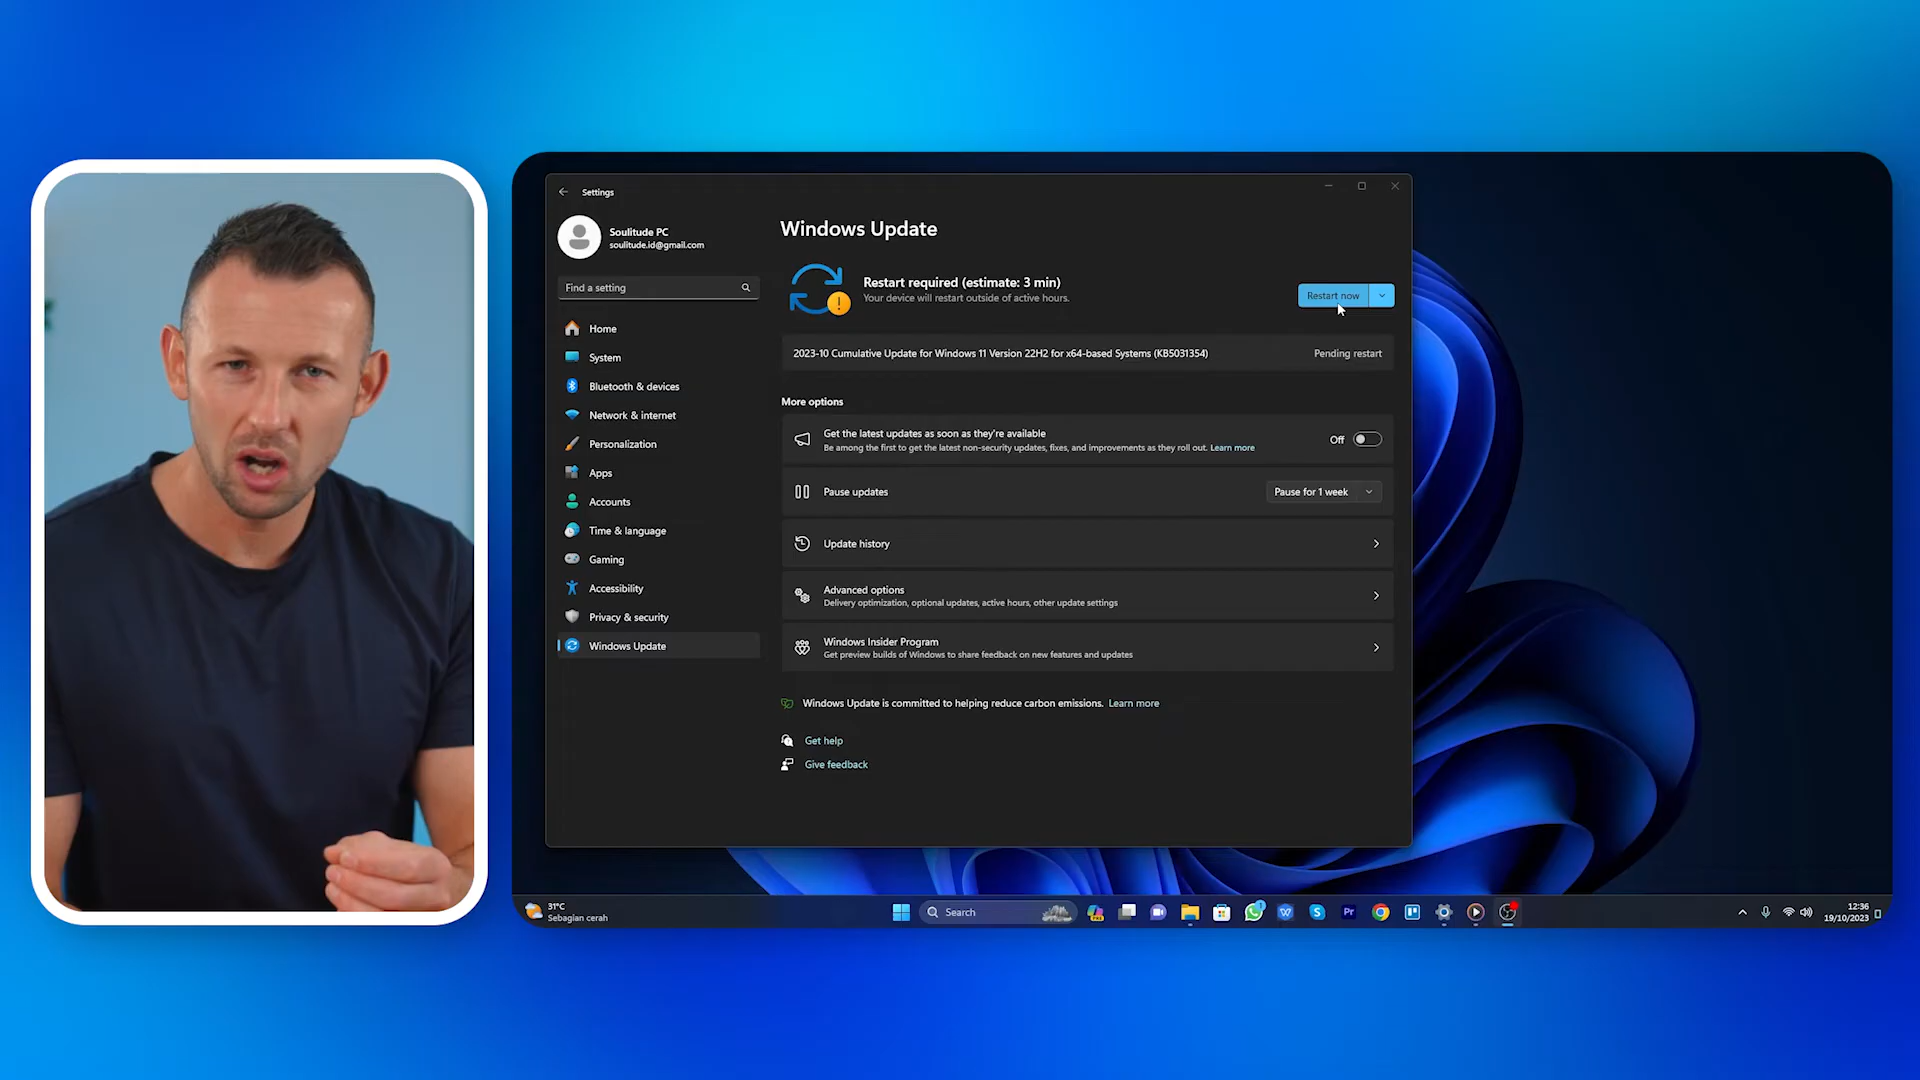 Settings
Soulitude PC
soulitude.id@gmail.com
Find a setting
Home
System
Bluetooth & devices
Network & internet
Personalization
Apps
Accounts
Time & language
Gaming
Accessibility
Privacy & security
Windows Update
Windows Update
Restart required (estimate: 3 min)
Your device will restart outside of active hours.
Restart now
2023-10 Cumulative Update for Windows 11 Version 22H2 for x64-based Systems (KB5031354)
Pending restart
More options
Get the latest updates as soon as they're available
Be among the first to get the latest non-security updates, fixes, and improvements as they roll out. Learn more
Off
Pause updates
Pause for 1 week
Update history
Advanced options
Delivery optimization, optional updates, active hours, other update settings
Windows Insider Program
Get preview builds of Windows to share feedback on new features and updates
Windows Update is committed to helping reduce carbon emissions. Learn more
Get help
Give feedback
31°C
Sebagian cerah
Search
Pr
12:36
19/10/2023